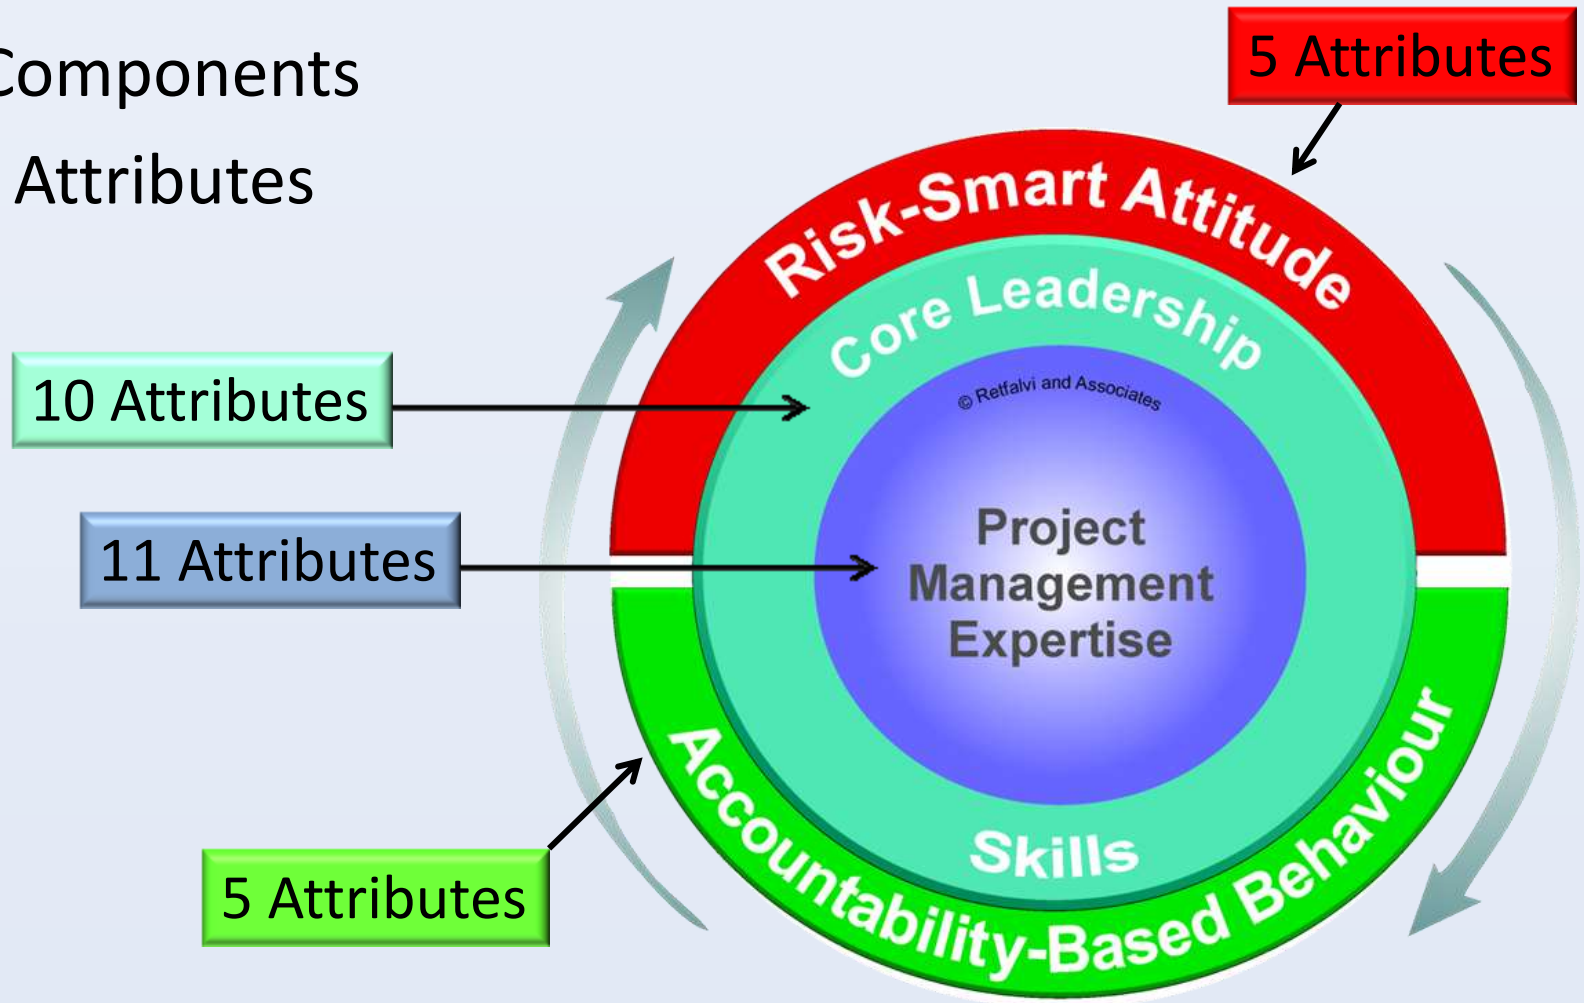 Components
Attributes
5 Attributes
Risk-Smart Attitude
Core Leadership
© Retfalvi and Associates
10 Attributes
Project
Management
Expertise
11 Attributes
Skills
Accountability-Based Behaviour
5 Attributes